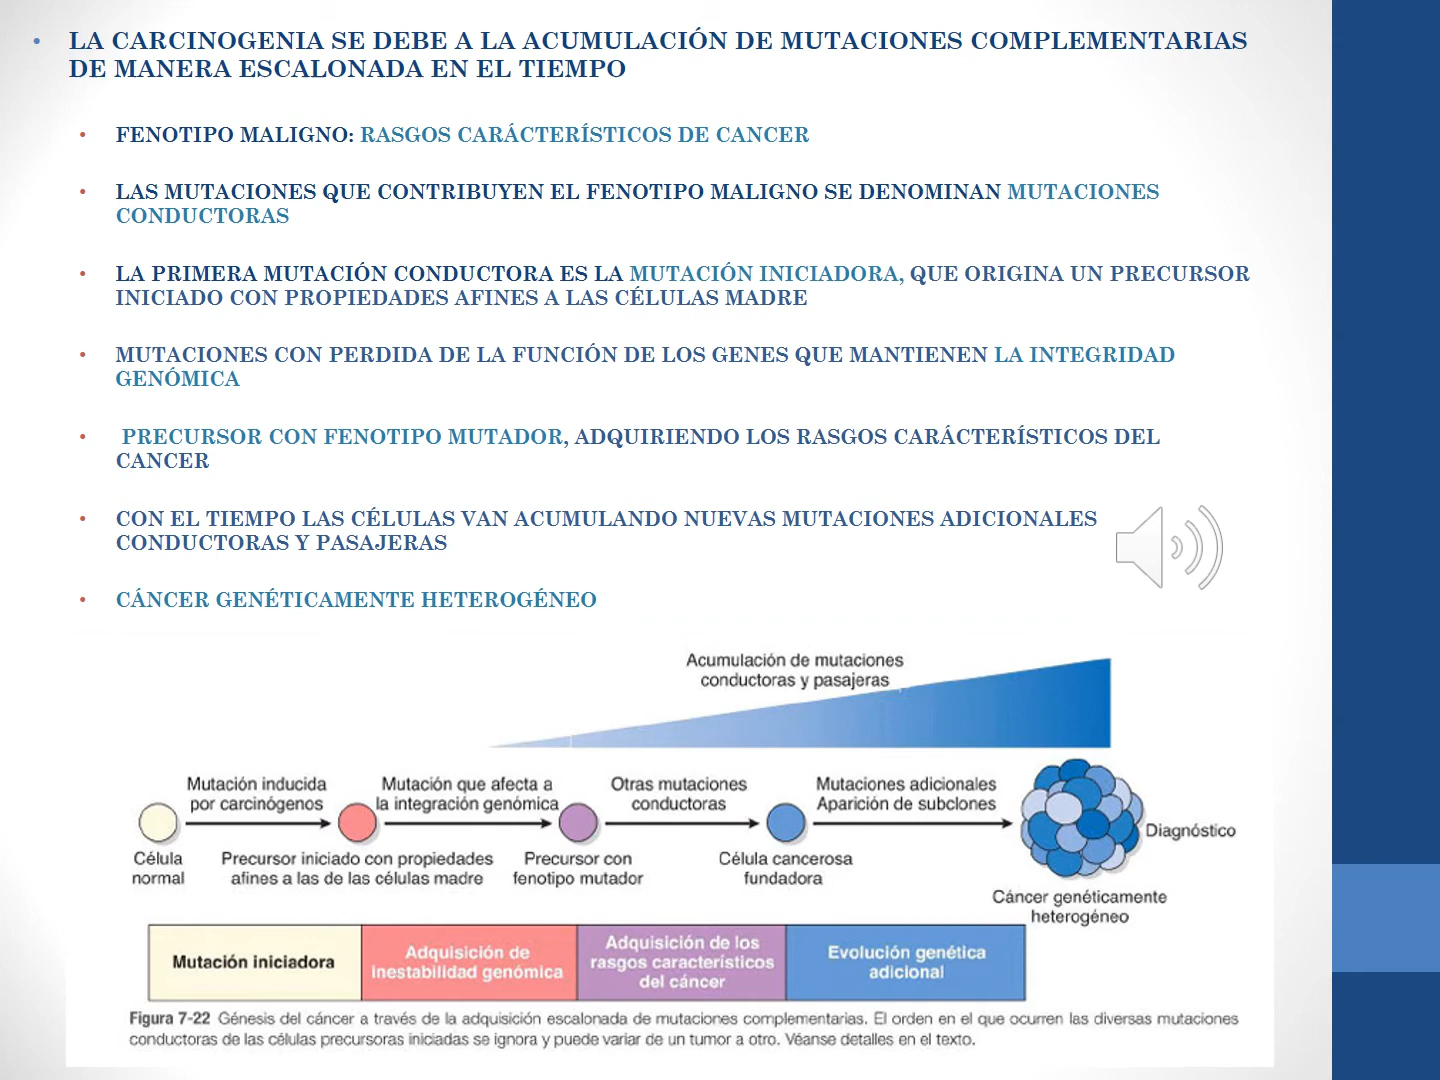 LA CARCINOGENIA SE DEBE A LA ACUMULACIÓN DE MUTACIONES COMPLEMENTARIAS
DE MANERA ESCALONADA EN EL TIEMPO
FENOTIPO MALIGNO: RASGOS CARÁCTERÍSTICOS DE CANCER
LAS MUTACIONES QUE CONTRIBUYEN EL FENOTIPO MALIGNO SE DENOMINAN MUTACIONES
CONDUCTORAS
LA PRIMERA MUTACIÓN CONDUCTORA ES LA MUTACIÓN INICIADORA, QUE ORIGINA UN PRECURSOR
INICIADO CON PROPIEDADES AFINES A LAS CÉLULAS MADRE
MUTACIONES CON PERDIDA DE LA FUNCIÓN DE LOS GENES QUE MANTIENEN LA INTEGRIDAD
GENÓMICA
PRECURSOR CON FENOTIPO MUTADOR, ADQUIRIENDO LOS RASGOS CARÁCTERÍSTICOS DEL
CANCER
CON EL TIEMPO LAS CÉLULAS VAN ACUMULANDO NUEVAS MUTACIONES ADICIONALES
CONDUCTORAS Y PASAJERAS
CÁNCER GENÉTICAMENTE HETEROGÉNEO
Acumulación de mutaciones
conductoras y pasajeras
Mutación inducida
por carcinógenos
Mutación que afecta a
la integración genómica
Otras mutaciones
conductoras
Mutaciones adicionales
Aparición de subclones
Diagnóstico
Célula
normal
Precursor iniciado con propiedades
afines a las de las células madre
Precursor con
fenotipo mutador
Célula cancerosa
fundadora
Cáncer genéticamente
heterogéneo
Mutación iniciadora
Adquisición de
inestabilidad genómica
Adquisición de los
rasgos característicos
del cáncer
Evolución genética
adicional
Figura 7-22 Génesis del cáncer a través de la adquisición escalonada de mutaciones complementarias. El orden en el que ocurren las diversas mutaciones
conductoras de las células precursoras iniciadas se ignora y puede variar de un tumor a otro. Véanse detalles en el texto.